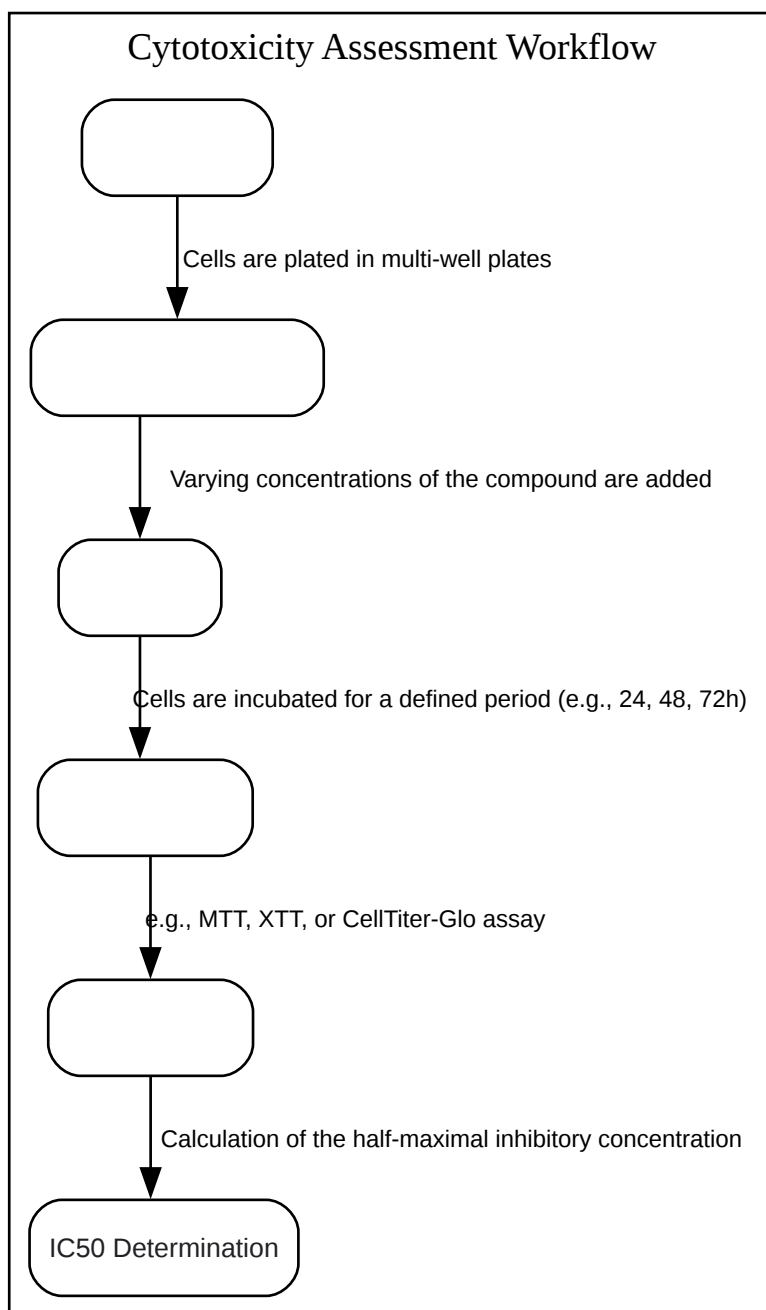 Cytotoxicity Assessment Workflow
Cells are plated in multi-well plates
Varying concentrations of the compound are added
Cells are incubated for a defined period (e.g., 24, 48, 72h)
e.g., MTT, XTT, or CellTiter-Glo assay
Calculation of the half-maximal inhibitory concentration
IC50 Determination